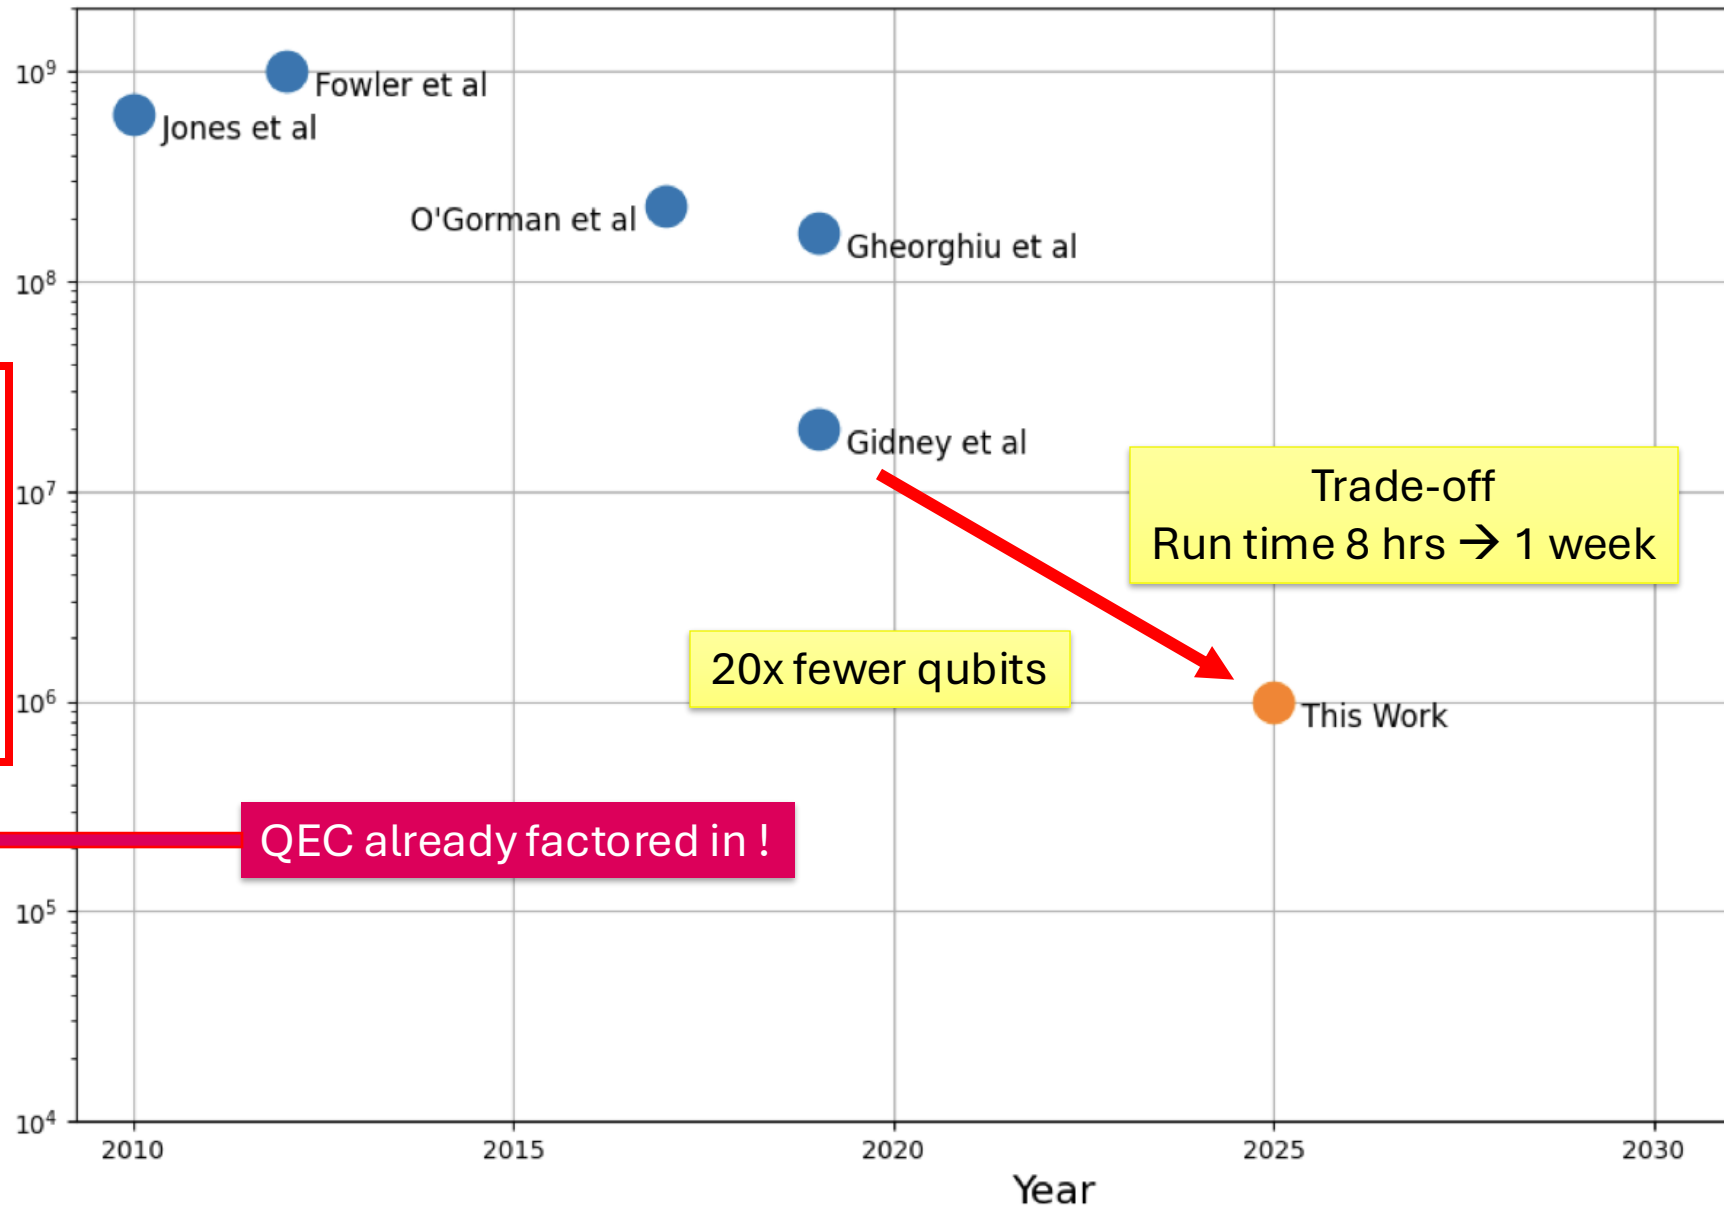 10⁹
Fowler et al
Jones et al
O'Gorman et al
Gheorghiu et al
10⁸
Gidney et al
10⁷
Trade-off
Run time 8 hrs → 1 week
20x fewer qubits
10⁶
This Work
QEC already factored in !
10⁵
10⁴
2010 2015 2020 2025 2030
Year